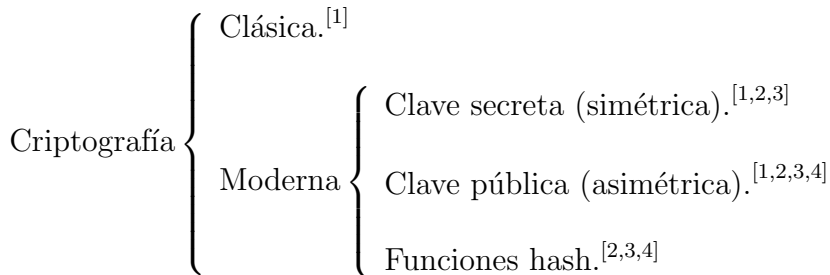 Clásica.[1]
Clave secreta (simétrica).[1,2,3]
Criptografía
Moderna
Clave pública (asimétrica).[1,2,3,4]
Funciones hash.[2,3,4]